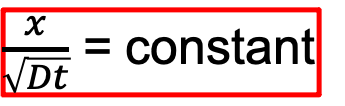 x/√Dt = constant